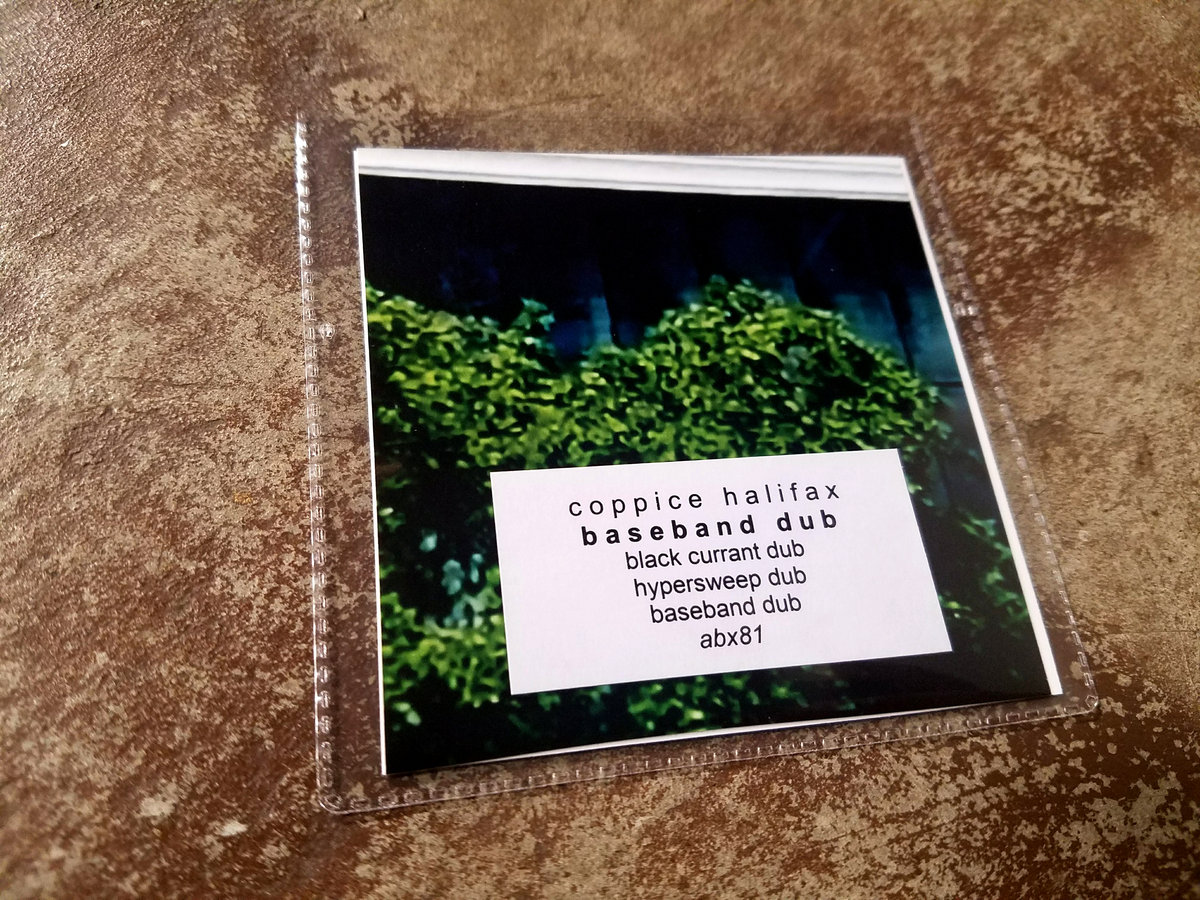 coppice halifax
baseband dub
black currant dub
hypersweep dub
baseband dub
abx81